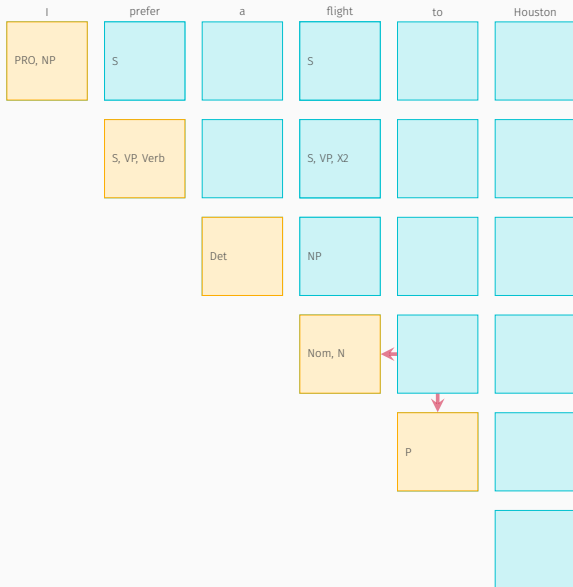 I prefer a flight to Houston
PRO, NP S S
S, VP, Verb S, VP, X2
Det NP
Nom, N
P